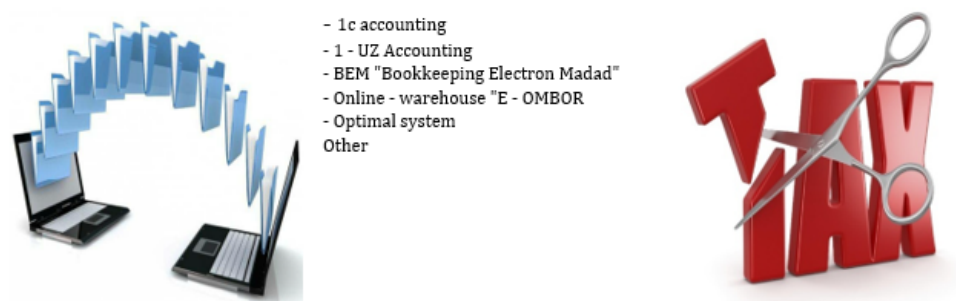 - 1c accounting
- 1 - UZ Accounting
- BEM "Bookkeeping Electron Madad"
- Online - warehouse "E - OMBOR
- Optimal system
Other
TAX